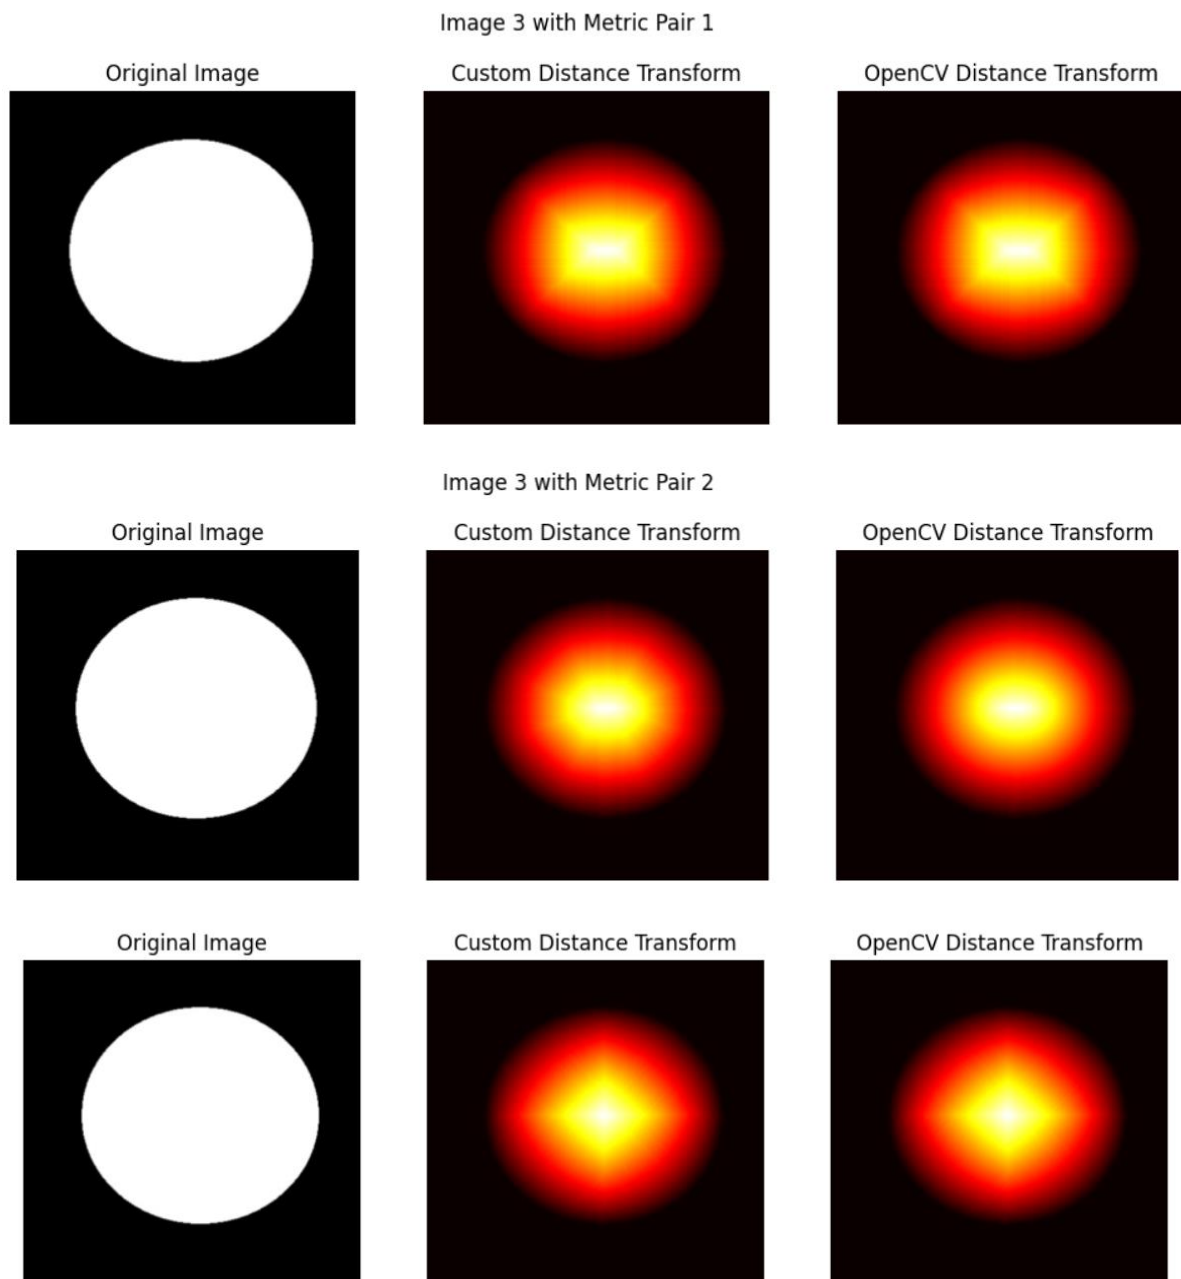 Image 3 with Metric Pair 1
Original Image
Custom Distance Transform
OpenCV Distance Transform
Image 3 with Metric Pair 2
Original Image
Custom Distance Transform
OpenCV Distance Transform
Original Image
Custom Distance Transform
OpenCV Distance Transform